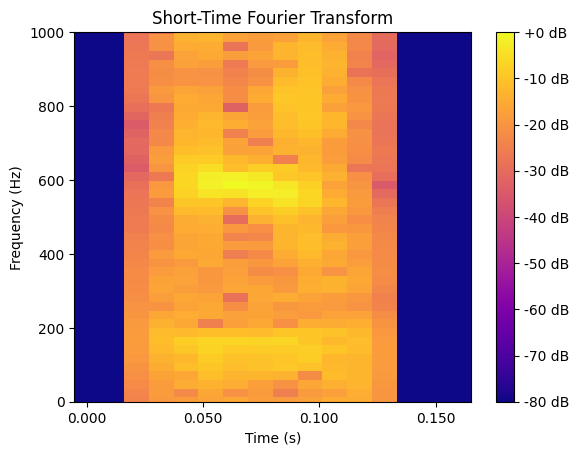 Short-Time Fourier Transform
1000
800
600
400
200
0
Frequency (Hz)
0.000
0.050
0.100
0.150
Time (s)
+0 dB
-10 dB
-20 dB
-30 dB
-40 dB
-50 dB
-60 dB
-70 dB
-80 dB